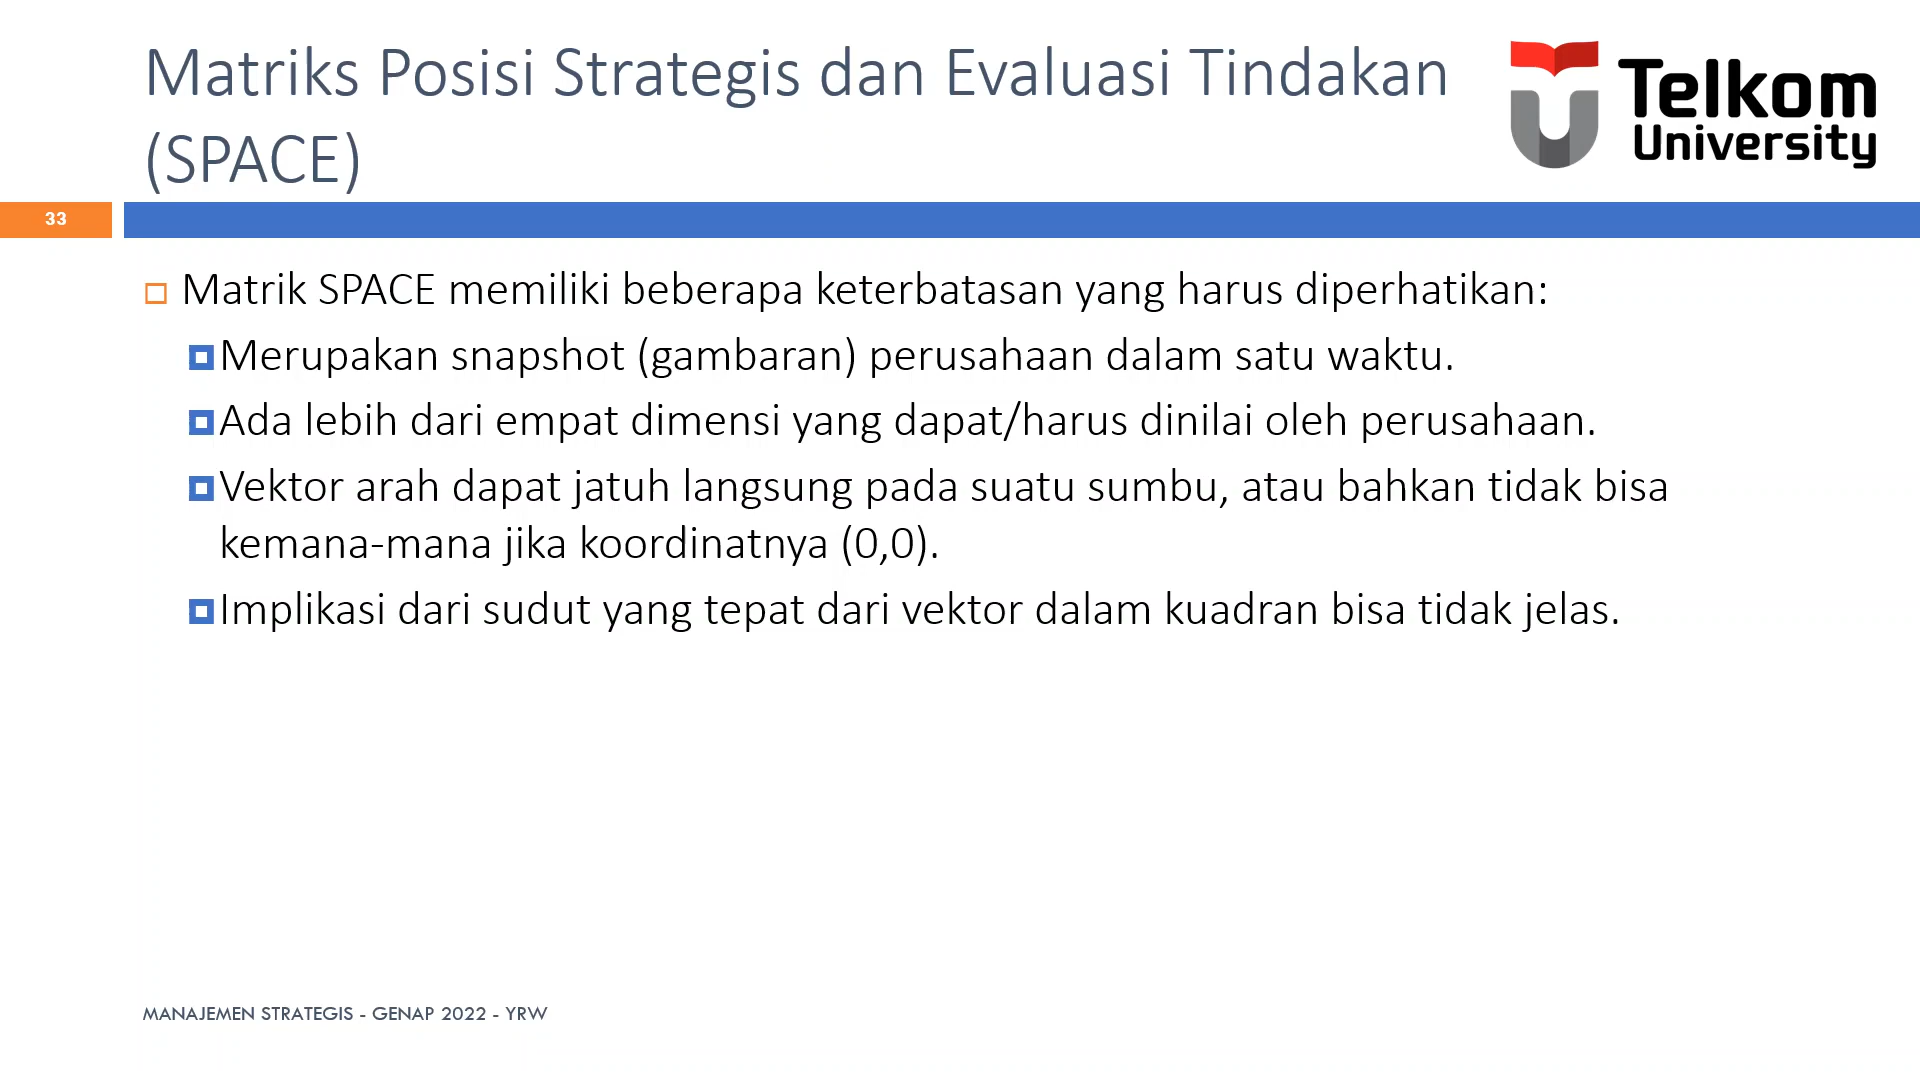 Matriks Posisi Strategis dan Evaluasi Tindakan
(SPACE)
Telkom
University
33
Matrik SPACE memiliki beberapa keterbatasan yang harus diperhatikan:
Merupakan snapshot (gambaran) perusahaan dalam satu waktu.
Ada lebih dari empat dimensi yang dapat/harus dinilai oleh perusahaan.
Vektor arah dapat jatuh langsung pada suatu sumbu, atau bahkan tidak bisa
kemana-mana jika koordinatnya (0,0).
Implikasi dari sudut yang tepat dari vektor dalam kuadran bisa tidak jelas.
MANAJEMEN STRATEGIS - GENAP 2022 - YRW